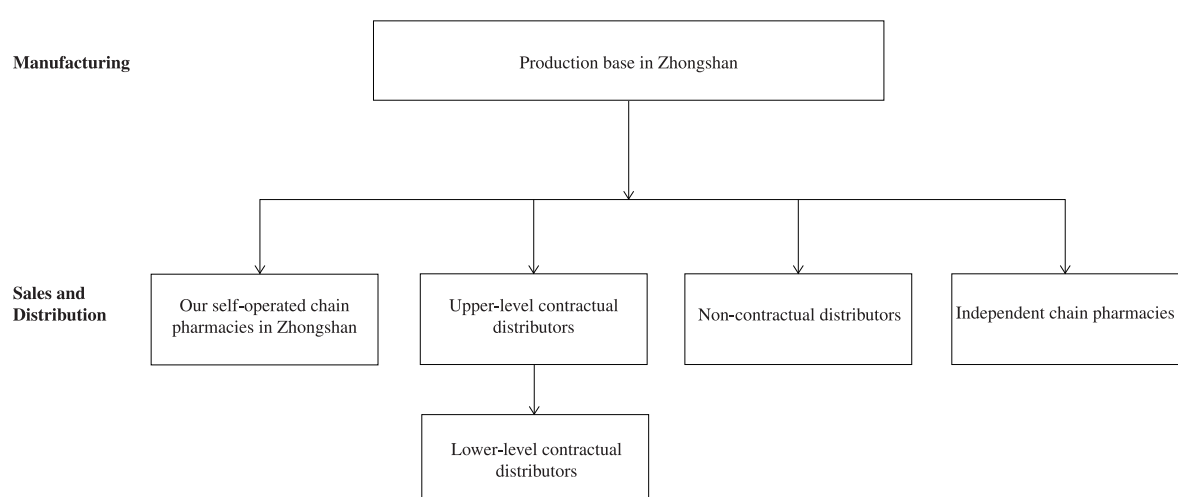 Manufacturing
Production base in Zhongshan
Sales and
Distribution
Our self-operated chain
pharmacies in Zhongshan
Upper-level contractual
distributors
Non-contractual distributors
Independent chain pharmacies
Lower-level contractual
distributors